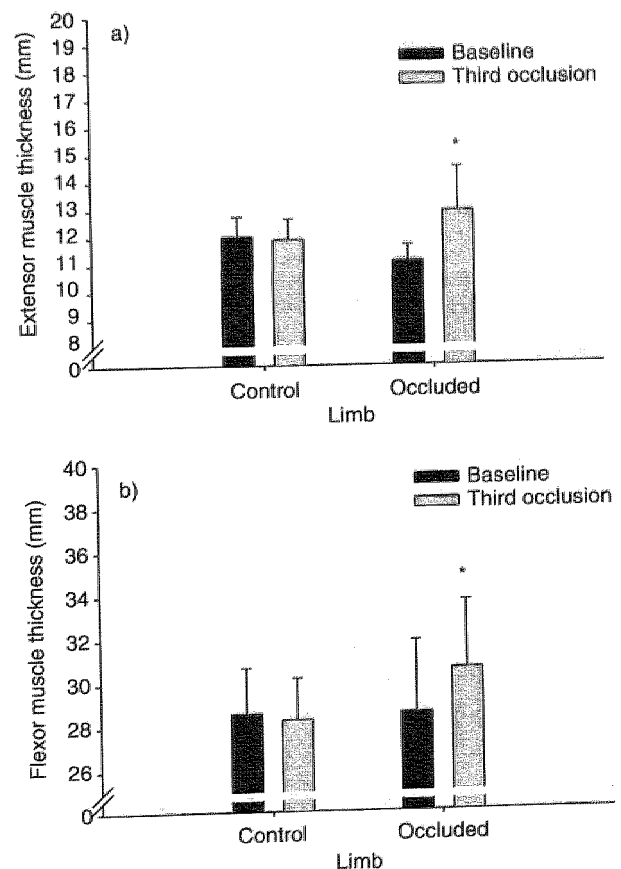 a)
Baseline
Third occlusion
Extensor muscle thickness (mm)
20
19
18
17
16
15
14
13
12
11
10
9
8
0
*
Control
Occluded
Limb
b)
Baseline
Third occlusion
Flexor muscle thickness (mm)
40
38
36
34
32
30
28
26
0
*
Control
Occluded
Limb